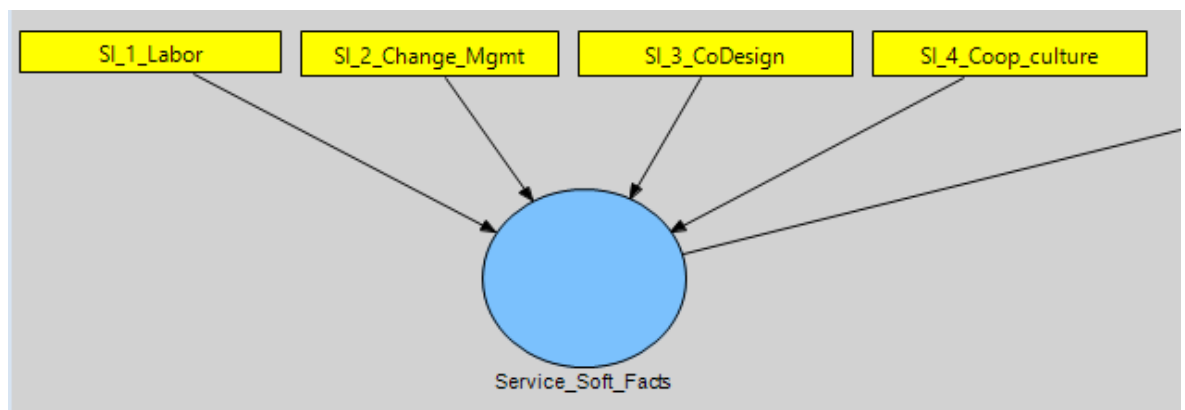 SI_1_Labor
SI_2_Change_Mgmt
SI_3_CoDesign
SI_4_Coop_culture
Service_Soft_Facts